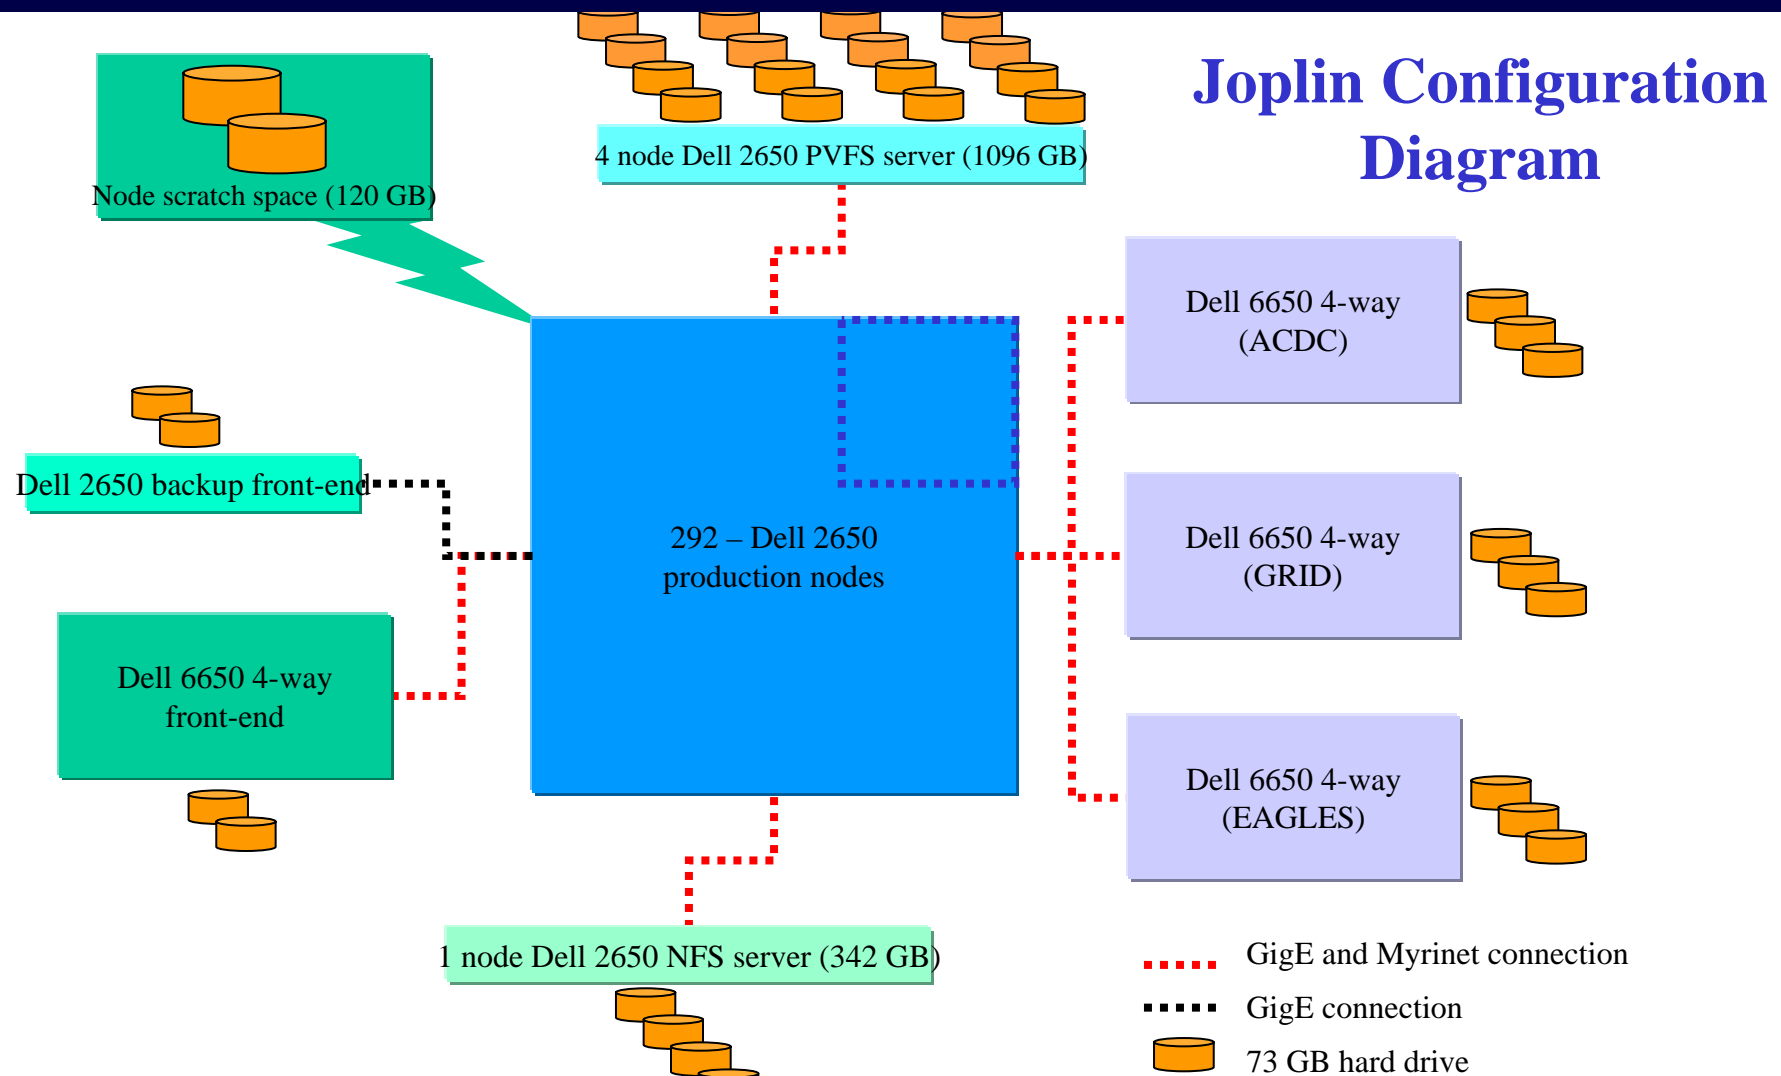 Joplin Configuration
Diagram
Node scratch space (120 GB)
4 node Dell 2650 PVFS server (1096 GB)
Dell 6650 4-way
(ACDC)
Dell 2650 backup front-end
292 – Dell 2650
production nodes
Dell 6650 4-way
(GRID)
Dell 6650 4-way
front-end
Dell 6650 4-way
(EAGLES)
1 node Dell 2650 NFS server (342 GB)
GigE and Myrinet connection
GigE connection
73 GB hard drive